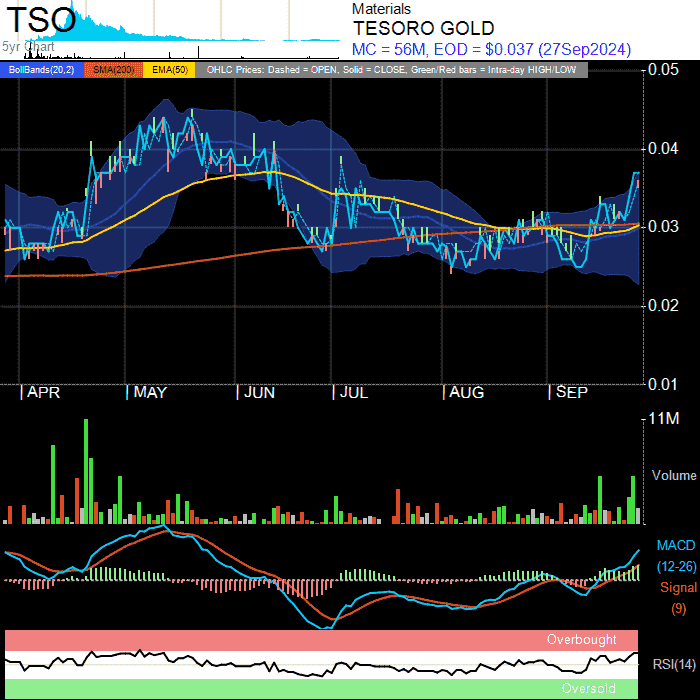 TSO
5yr Chart
Materials
TESORO GOLD
MC = 56M, EOD = $0.037 (27Sep2024)
BollBands(20,2) SMA(200) EMA(50) OHLC Prices: Dashed = OPEN, Solid = CLOSE, Green/Red bars = Intra-day HIGH/LOW
0.05
0.04
0.03
0.02
0.01
APR MAY JUN JUL AUG SEP
11M
Volume
MACD
(12-26)
Signal
(9)
Overbought
RSI(14)
Oversold